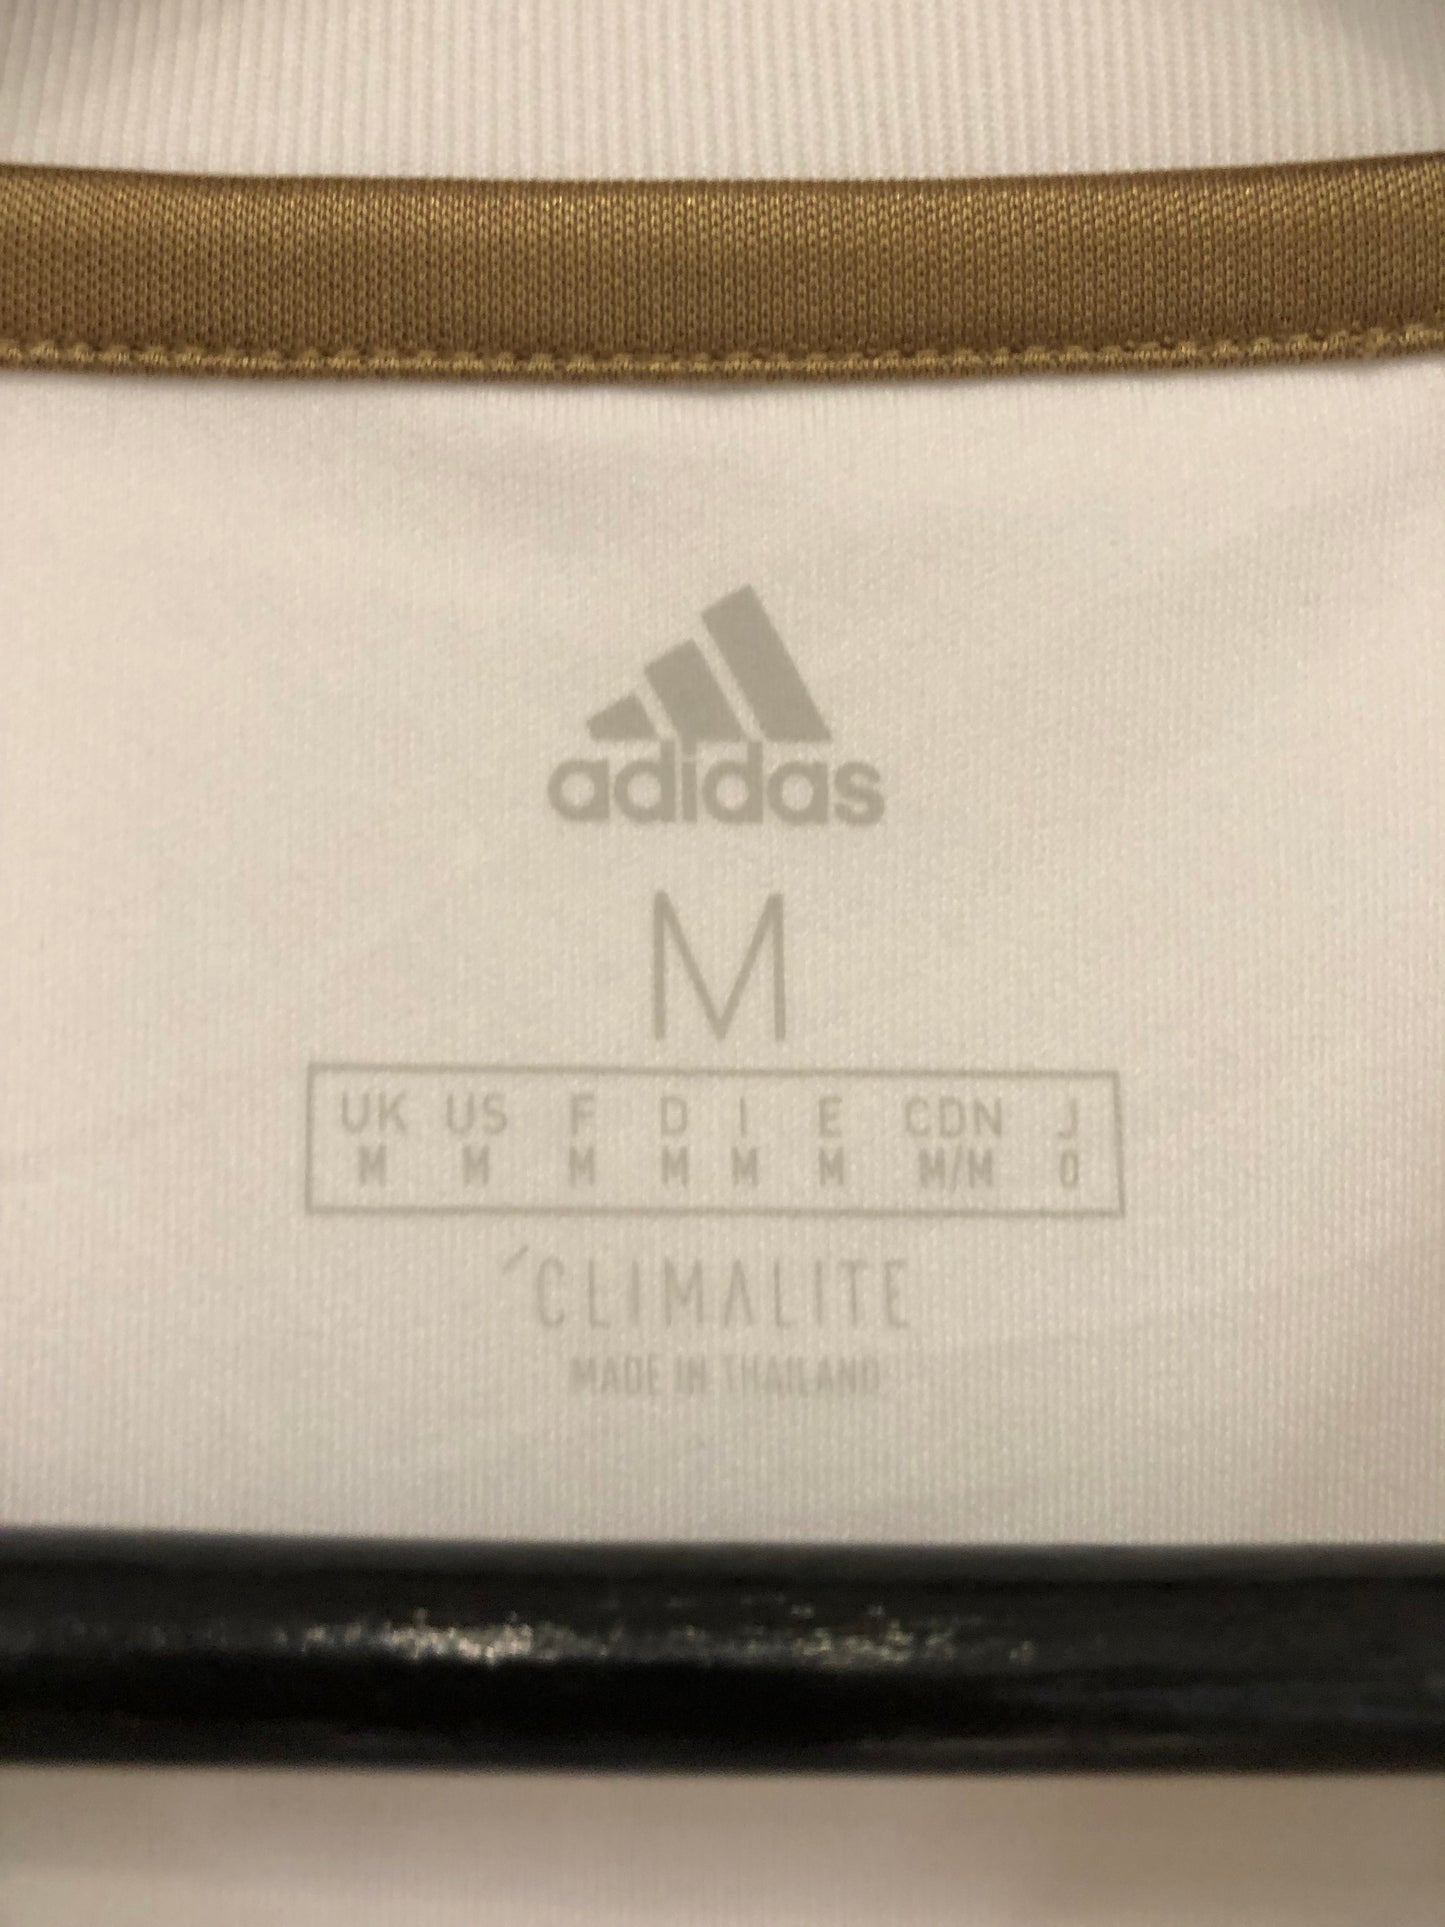 adidas
M
UK US F D I E CDN J
M M M M M M M/M O
´CLIMALITE
MADE IN THAILAND